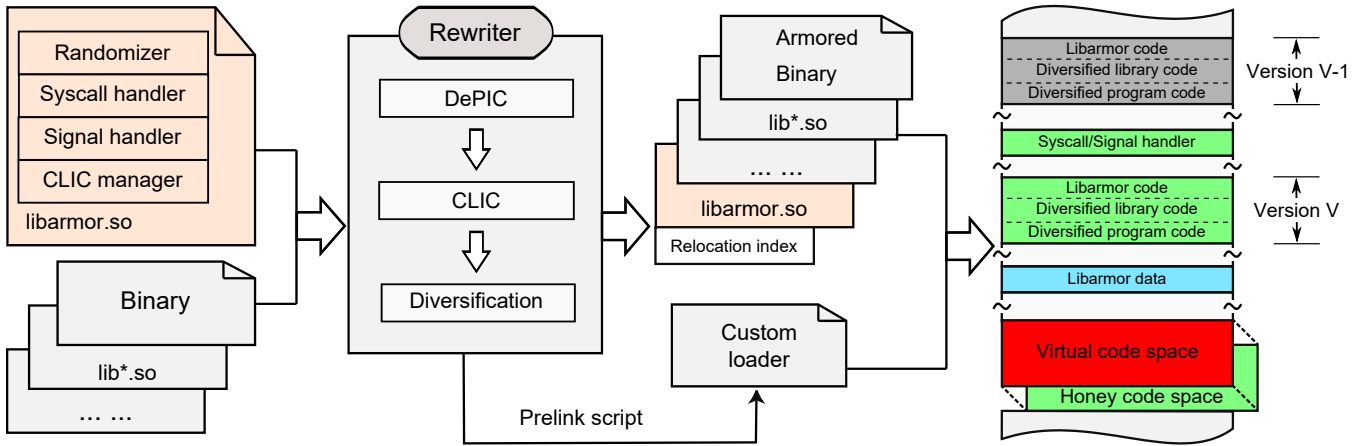 Randomizer
Syscall handler
Signal handler
CLIC manager
libarmor.so
Binary
lib*.so
... ...
Rewriter
DePIC
CLIC
Diversification
Prelink script
Armored
Binary
lib*.so
... ...
libarmor.so
Relocation index
Custom
loader
Libarmor code
Diversified library code
Diversified program code
Version V-1
Syscall/Signal handler
Libarmor code
Diversified library code
Diversified program code
Version V
Libarmor data
Virtual code space
Honey code space